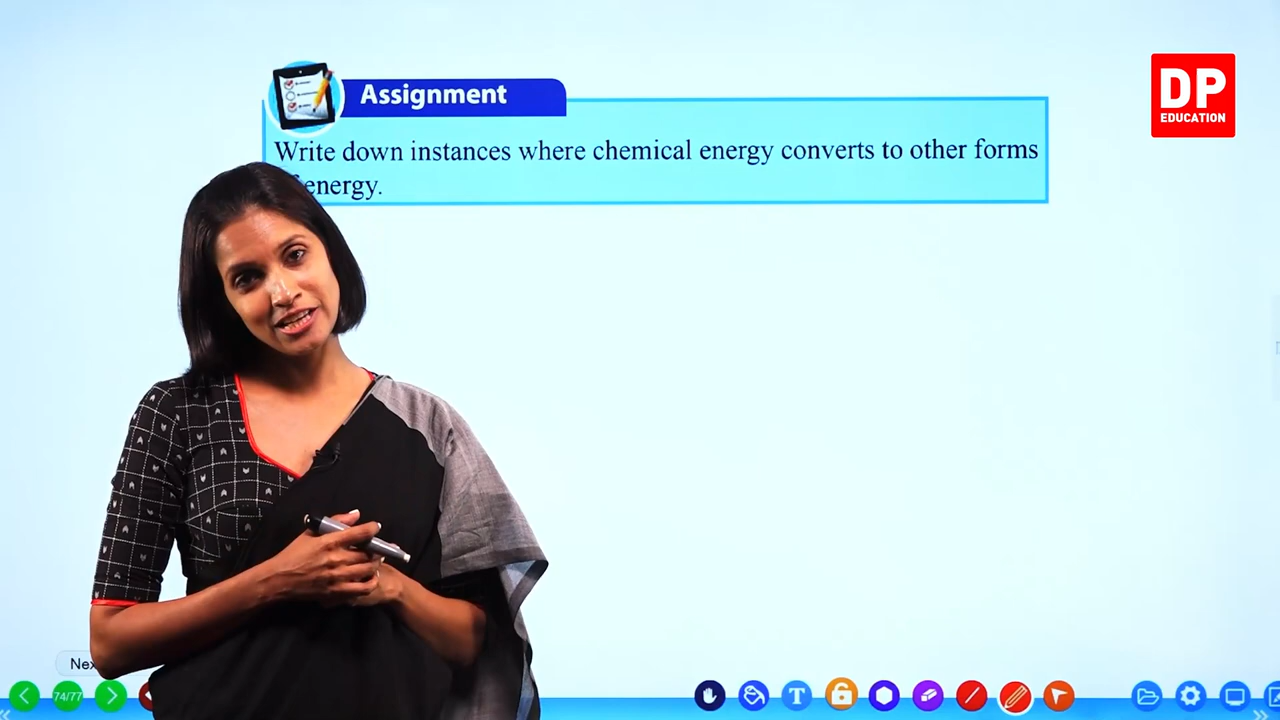 Assignment
DP
EDUCATION
Write down instances where chemical energy converts to other forms
energy.
74/77
T